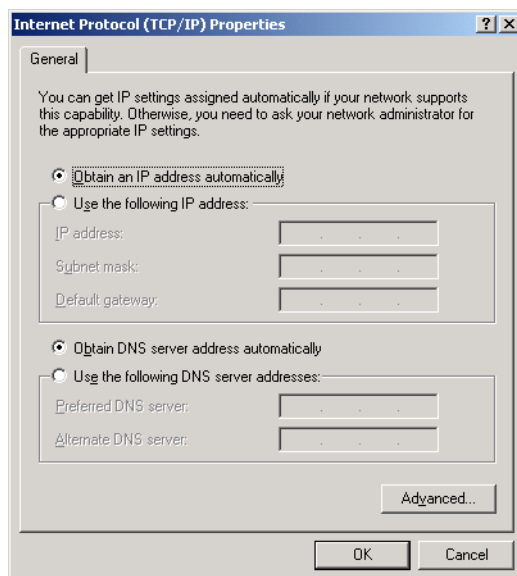 Internet Protocol (TCP/IP) Properties
General
You can get IP settings assigned automatically if your network supports
this capability. Otherwise, you need to ask your network administrator for
the appropriate IP settings.
Obtain an IP address automatically
Use the following IP address:
IP address:
Subnet mask:
Default gateway:
Obtain DNS server address automatically
Use the following DNS server addresses:
Preferred DNS server:
Alternate DNS server:
Advanced...
OK Cancel